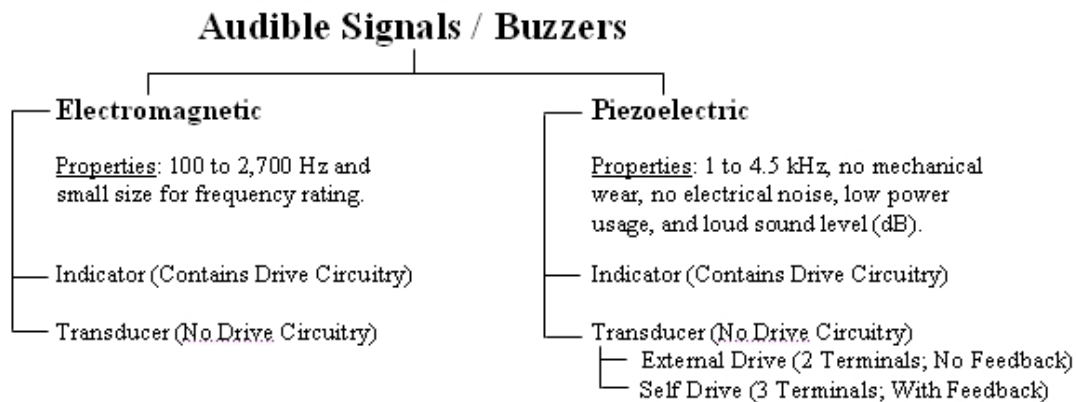 Audible Signals / Buzzers
Electromagnetic
Properties: 100 to 2,700 Hz and
small size for frequency rating.
Indicator (Contains Drive Circuitry)
Transducer (No Drive Circuitry)
Piezoelectric
Properties: 1 to 4.5 kHz, no mechanical
wear, no electrical noise, low power
usage, and loud sound level (dB).
Indicator (Contains Drive Circuitry)
Transducer (No Drive Circuitry)
External Drive (2 Terminals; No Feedback)
Self Drive (3 Terminals; With Feedback)